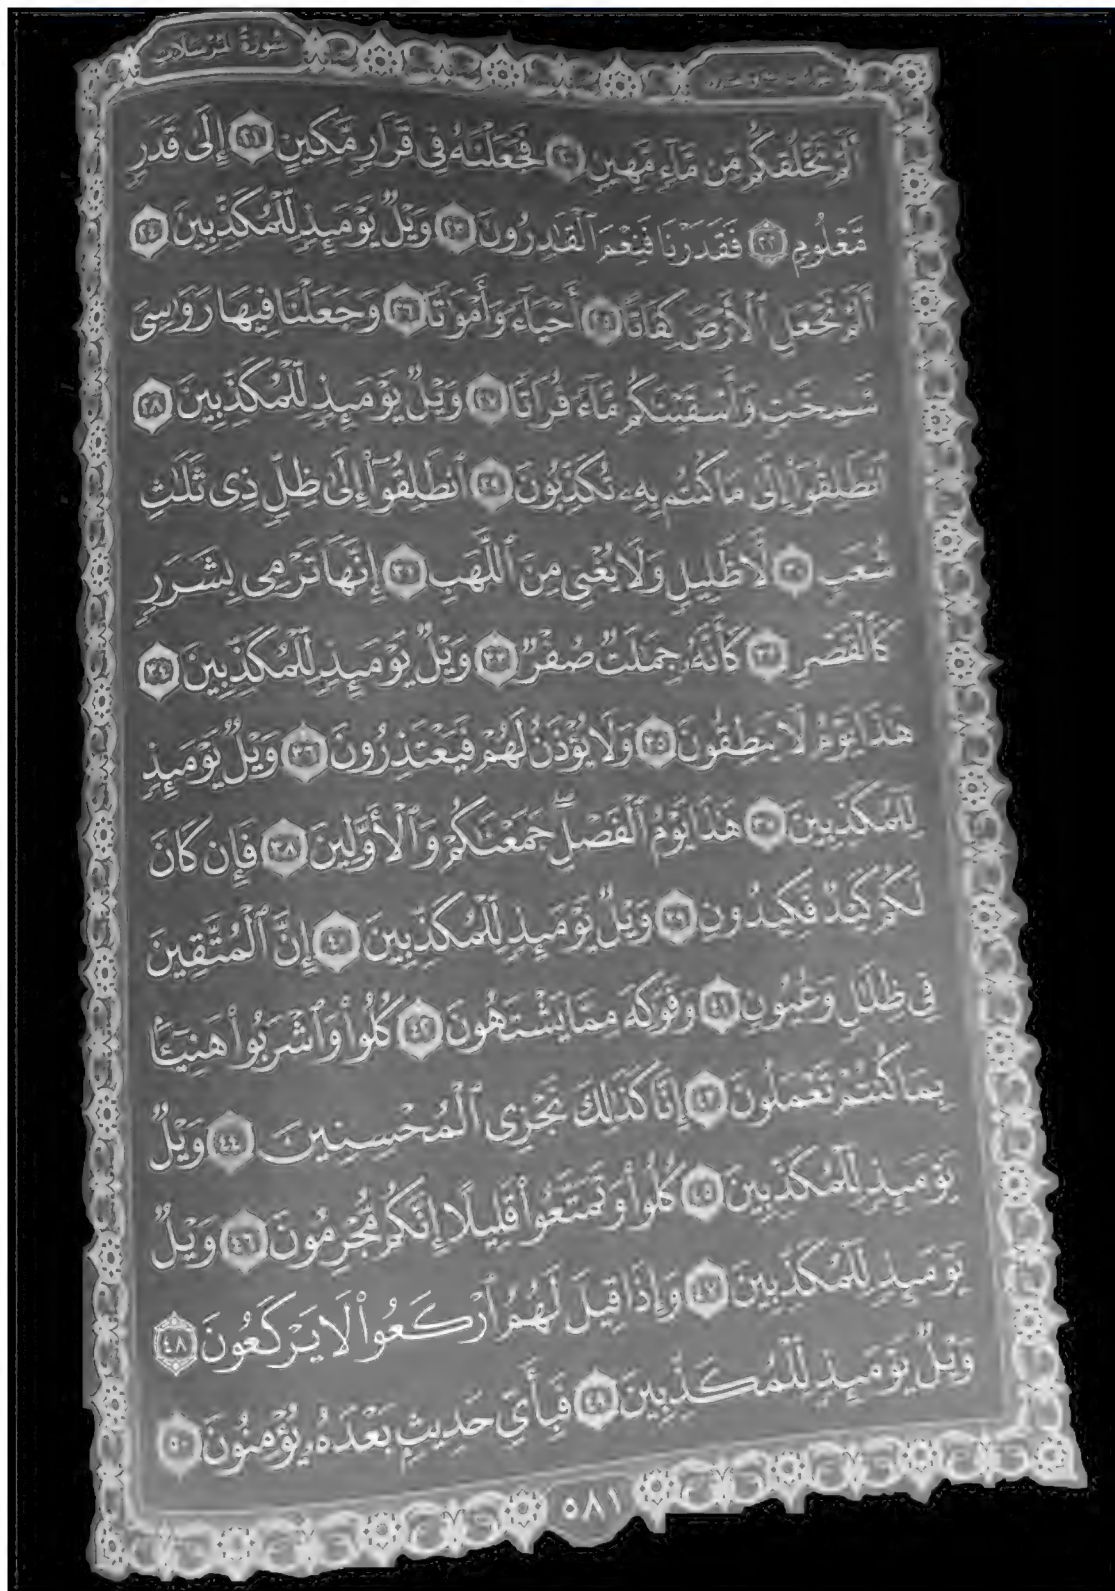 سُورَةُ المُرْسَلَات
أَلَمْ نَخْلُقكُّم مِّن مَّآءٍ مَّهِينٍ ٢٠ فَجَعَلْنَٰهُ فِى قَرَارٍ مَّكِينٍ ٢١ إِلَىٰ قَدَرٍ
مَّعْلُومٍ ٢٢ فَقَدَرْنَا فَنِعْمَ ٱلْقَٰدِرُونَ ٢٣ وَيْلٌ يَوْمَئِذٍ لِّلْمُكَذِّبِينَ ٢٤
أَلَمْ نَجْعَلِ ٱلْأَرْضَ كِفَاتًا ٢٥ أَحْيَآءً وَأَمْوَٰتًا ٢٦ وَجَعَلْنَا فِيهَا رَوَٰسِىَ
شَٰمِخَٰتٍ وَأَسْقَيْنَٰكُم مَّآءً فُرَاتًا ٢٧ وَيْلٌ يَوْمَئِذٍ لِّلْمُكَذِّبِينَ ٢٨
ٱنطَلِقُوٓا۟ إِلَىٰ مَا كُنتُم بِهِۦ تُكَذِّبُونَ ٢٩ ٱنطَلِقُوٓا۟ إِلَىٰ ظِلٍّ ذِى ثَلَٰثِ
شُعَبٍ ٣٠ لَّا ظَلِيلٍ وَلَا يُغْنِى مِنَ ٱللَّهَبِ ٣١ إِنَّهَا تَرْمِى بِشَرَرٍ
كَٱلْقَصْرِ ٣٢ كَأَنَّهُۥ جِمَٰلَتٌ صُفْرٌ ٣٣ وَيْلٌ يَوْمَئِذٍ لِّلْمُكَذِّبِينَ ٣٤
هَٰذَا يَوْمُ لَا يَنطِقُونَ ٣٥ وَلَا يُؤْذَنُ لَهُمْ فَيَعْتَذِرُونَ ٣٦ وَيْلٌ يَوْمَئِذٍ
لِّلْمُكَذِّبِينَ ٣٧ هَٰذَا يَوْمُ ٱلْفَصْلِ ۖ جَمَعْنَٰكُمْ وَٱلْأَوَّلِينَ ٣٨ فَإِن كَانَ
لَكُمْ كَيْدٌ فَكِيدُونِ ٣٩ وَيْلٌ يَوْمَئِذٍ لِّلْمُكَذِّبِينَ ٤٠ إِنَّ ٱلْمُتَّقِينَ
فِى ظِلَٰلٍ وَعُيُونٍ ٤١ وَفَوَٰكِهَ مِمَّا يَشْتَهُونَ ٤٢ كُلُوا۟ وَٱشْرَبُوا۟ هَنِيٓـًٔۢا
بِمَا كُنتُمْ تَعْمَلُونَ ٤٣ إِنَّا كَذَٰلِكَ نَجْزِى ٱلْمُحْسِنِينَ ٤٤ وَيْلٌ
يَوْمَئِذٍ لِّلْمُكَذِّبِينَ ٤٥ كُلُوا۟ وَتَمَتَّعُوا۟ قَلِيلًا إِنَّكُم مُّجْرِمُونَ ٤٦ وَيْلٌ
يَوْمَئِذٍ لِّلْمُكَذِّبِينَ ٤٧ وَإِذَا قِيلَ لَهُمُ ٱرْكَعُوا۟ لَا يَرْكَعُونَ ٤٨
وَيْلٌ يَوْمَئِذٍ لِّلْمُكَذِّبِينَ ٤٩ فَبِأَىِّ حَدِيثٍۭ بَعْدَهُۥ يُؤْمِنُونَ ٥٠
٥٨١